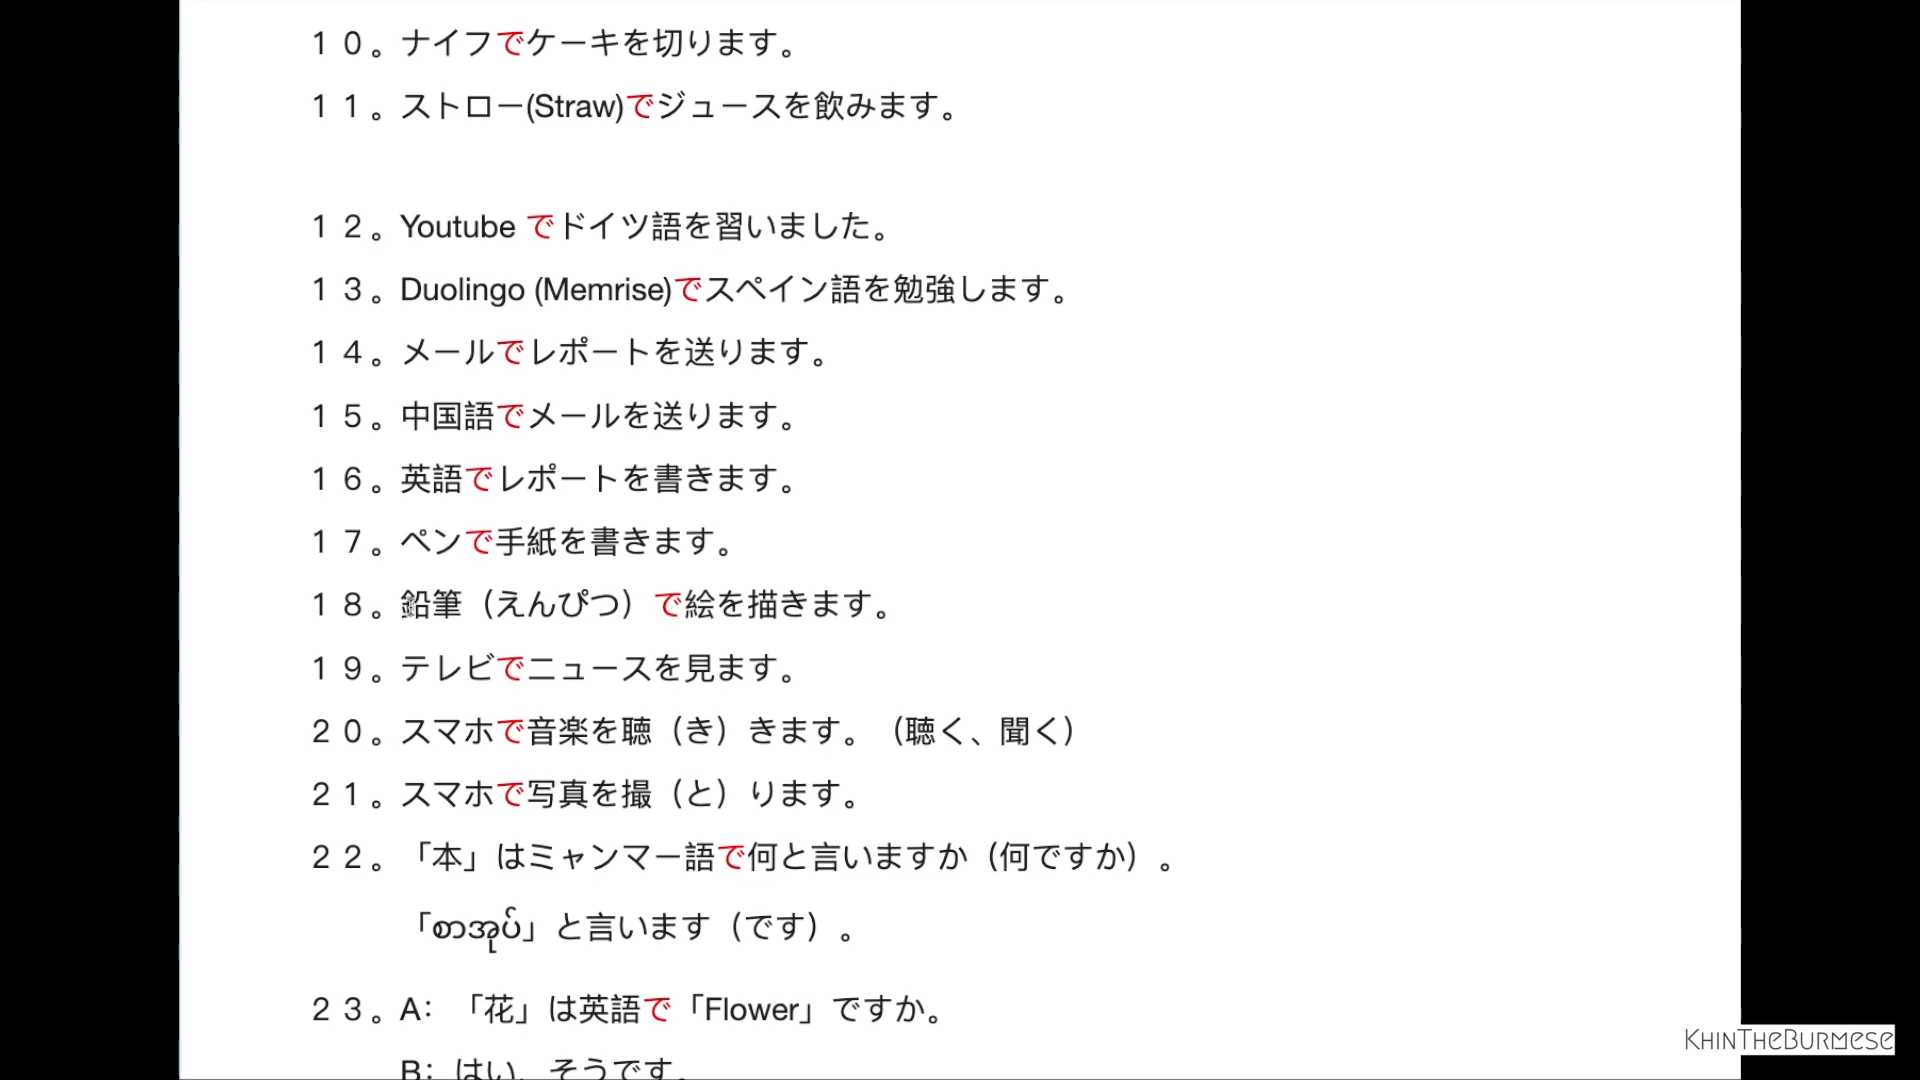 １０。ナイフでケーキを切ります。
１１。ストロー(Straw)でジュースを飲みます。
１２。Youtube でドイツ語を習いました。
１３。Duolingo (Memrise)でスペイン語を勉強します。
１４。メールでレポートを送ります。
１５。中国語でメールを送ります。
１６。英語でレポートを書きます。
１７。ペンで手紙を書きます。
１８。鉛筆（えんぴつ）で絵を描きます。
１９。テレビでニュースを見ます。
２０。スマホで音楽を聴（き）きます。（聴く、聞く）
２１。スマホで写真を撮（と）ります。
２２。「本」はミャンマー語で何と言いますか（何ですか）。
「စာအုပ်」と言います（です）。
２３。A：「花」は英語で「Flower」ですか。
B：はい、そうです。
KHINTHEBURMESE